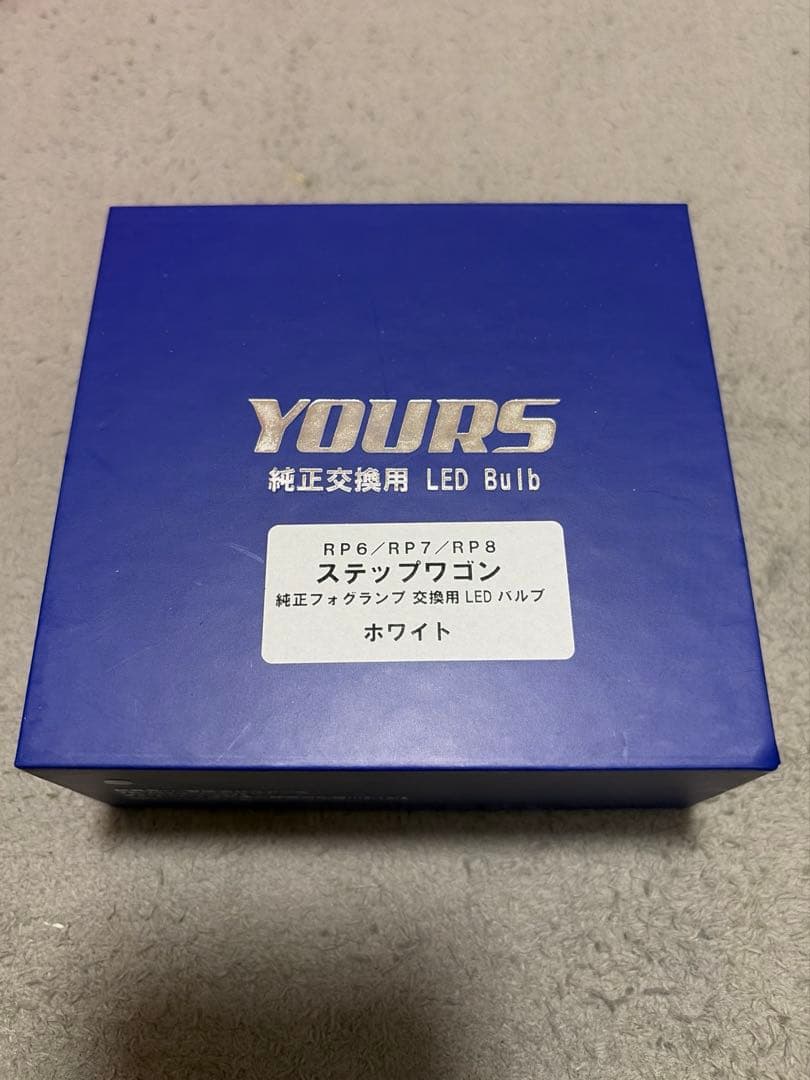 YOURS
純正交換用 LED Bulb
RP6／RP7／RP8
ステップワゴン
純正フォグランプ 交換用 LED バルブ
ホワイト